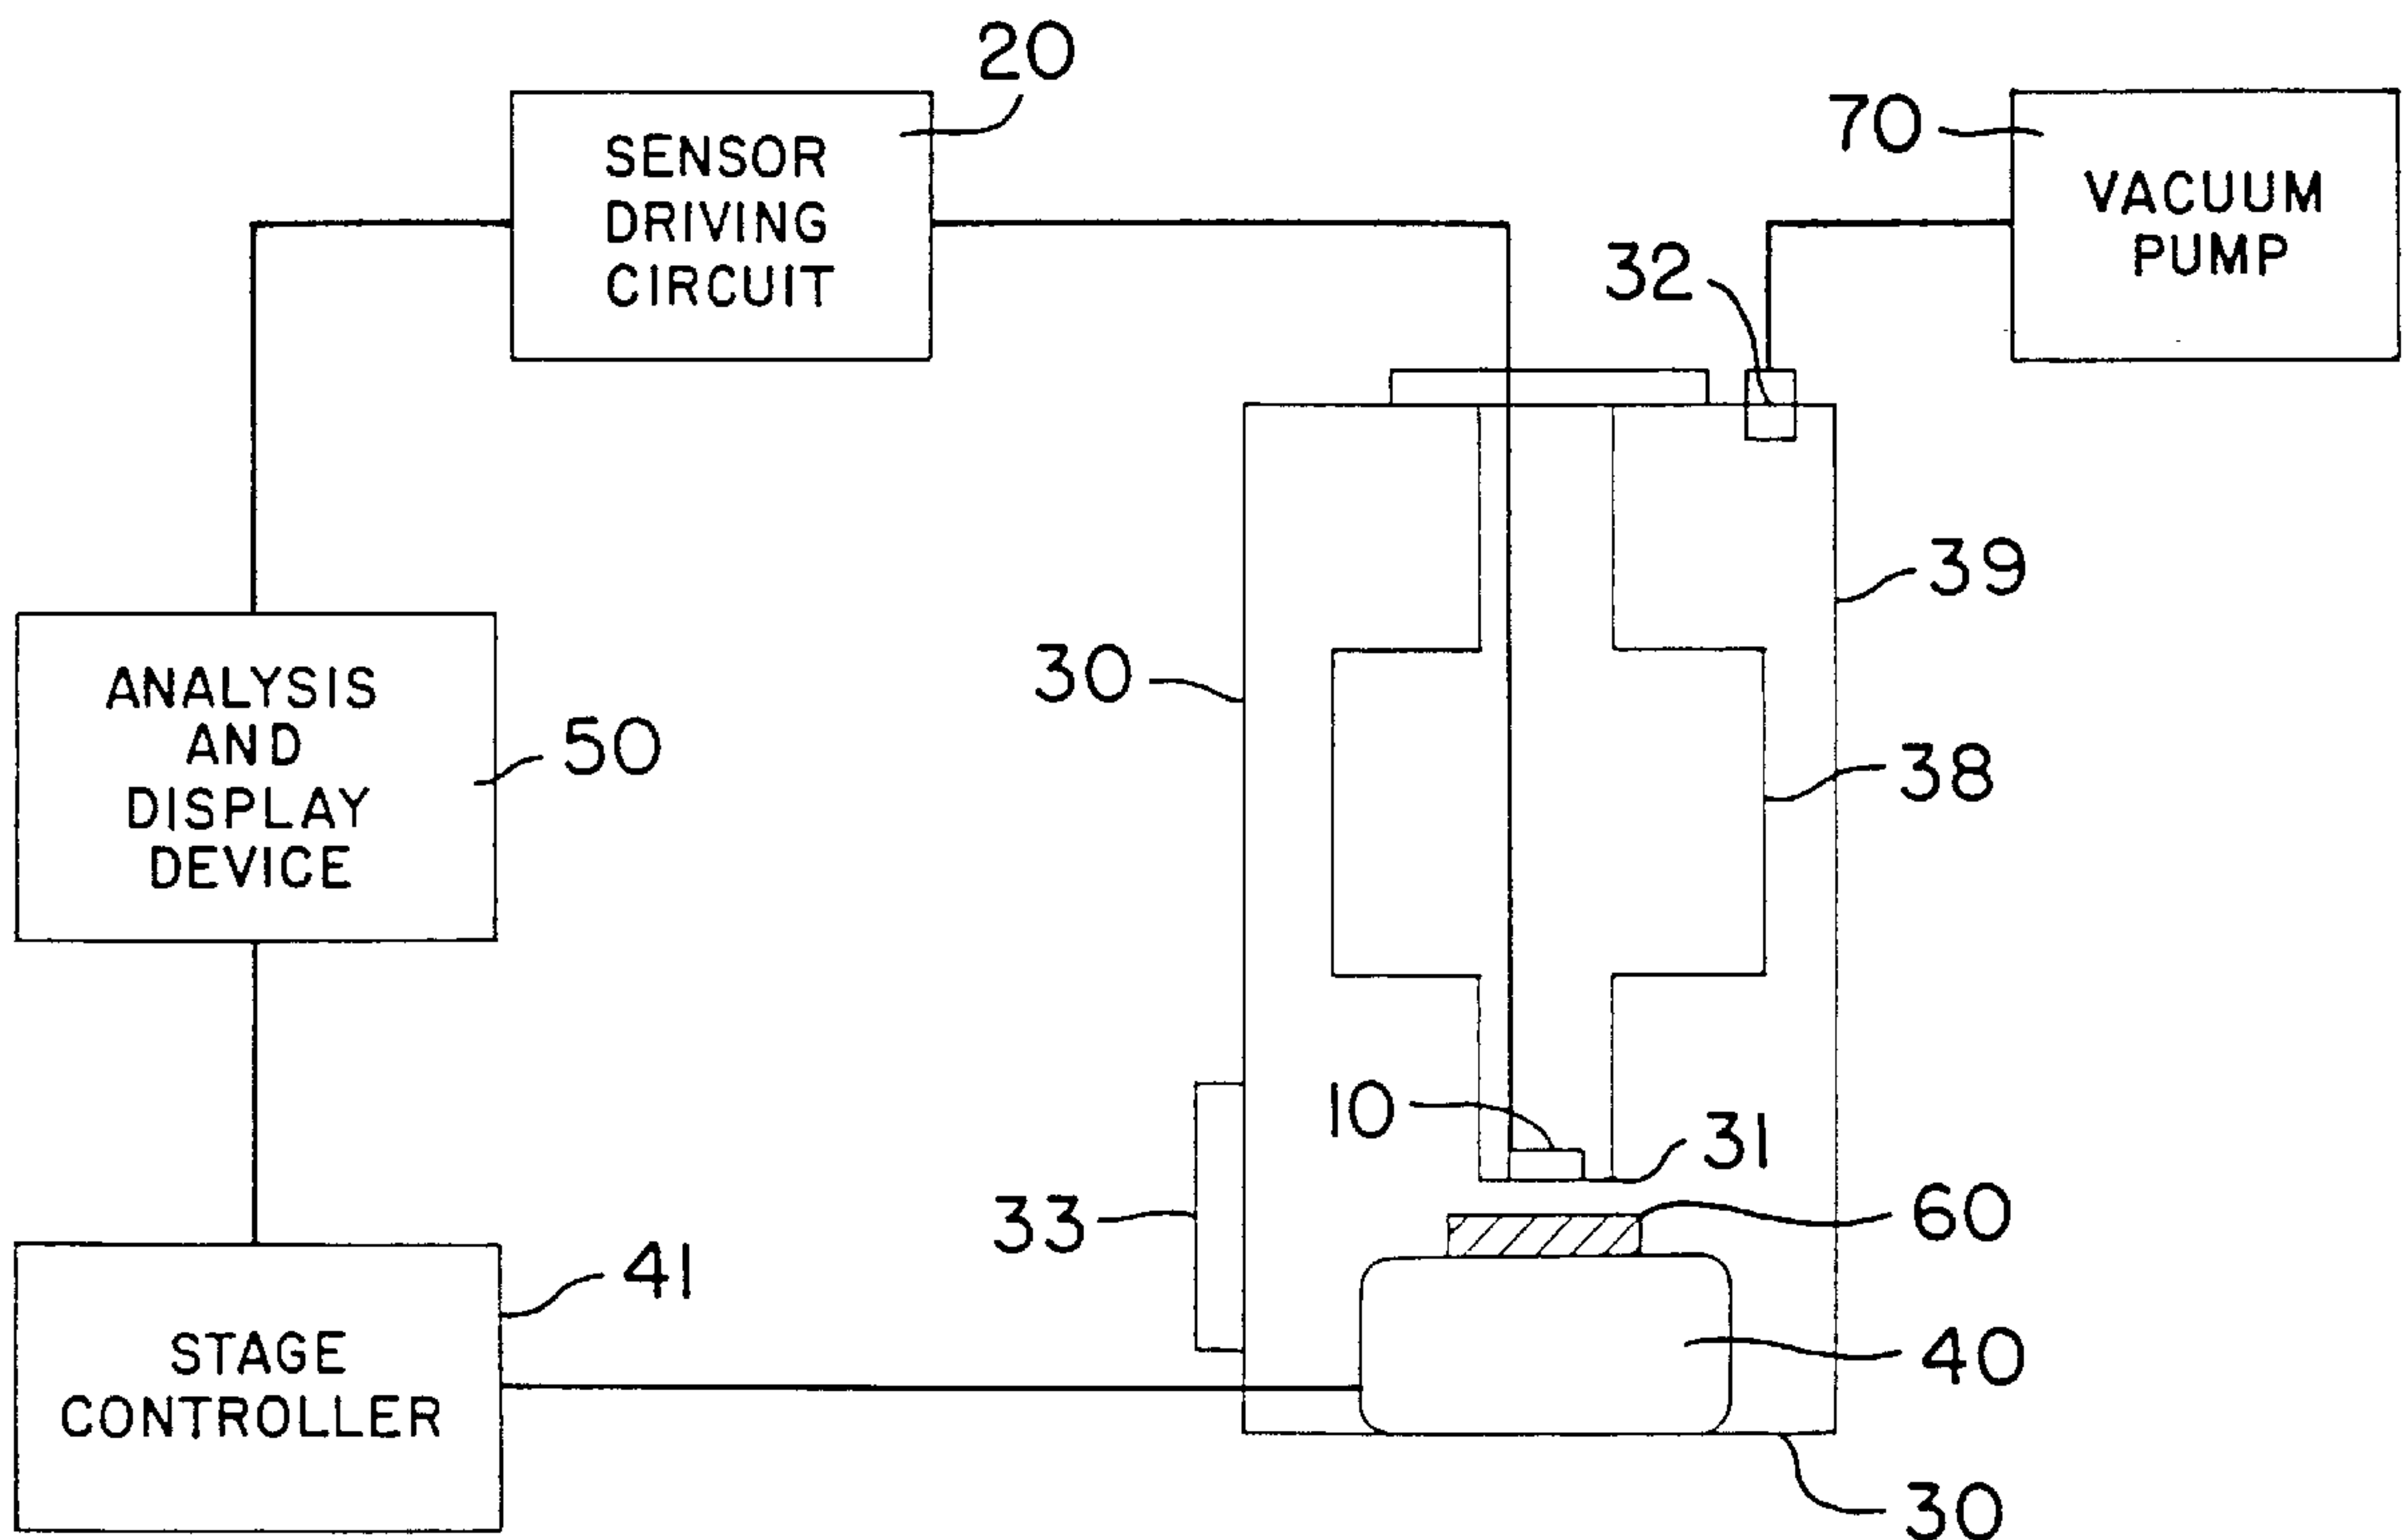 20
SENSOR
DRIVING
CIRCUIT
70
VACUUM
PUMP
32
39
30
ANALYSIS
AND
DISPLAY
DEVICE
50
38
10
31
33
60
41
STAGE
CONTROLLER
40
30